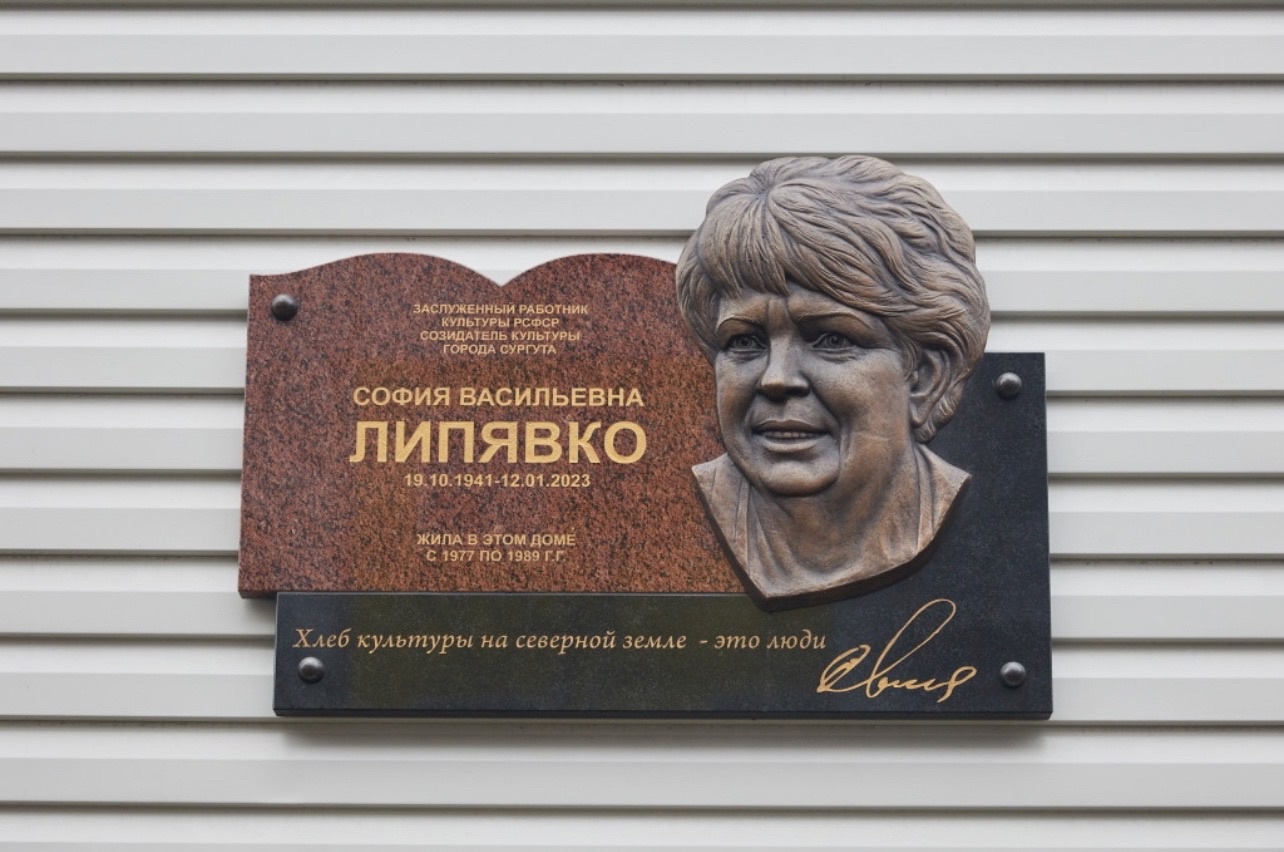 ЗАСЛУЖЕННЫЙ РАБОТНИК
КУЛЬТУРЫ РСФСР
СОЗИДАТЕЛЬ КУЛЬТУРЫ
ГОРОДА СУРГУТА
СОФИЯ ВАСИЛЬЕВНА
ЛИПЯВКО
19.10.1941-12.01.2023
ЖИЛА В ЭТОМ ДОМЕ
С 1977 ПО 1989 Г.Г.
Хлеб культуры на северной земле - это люди